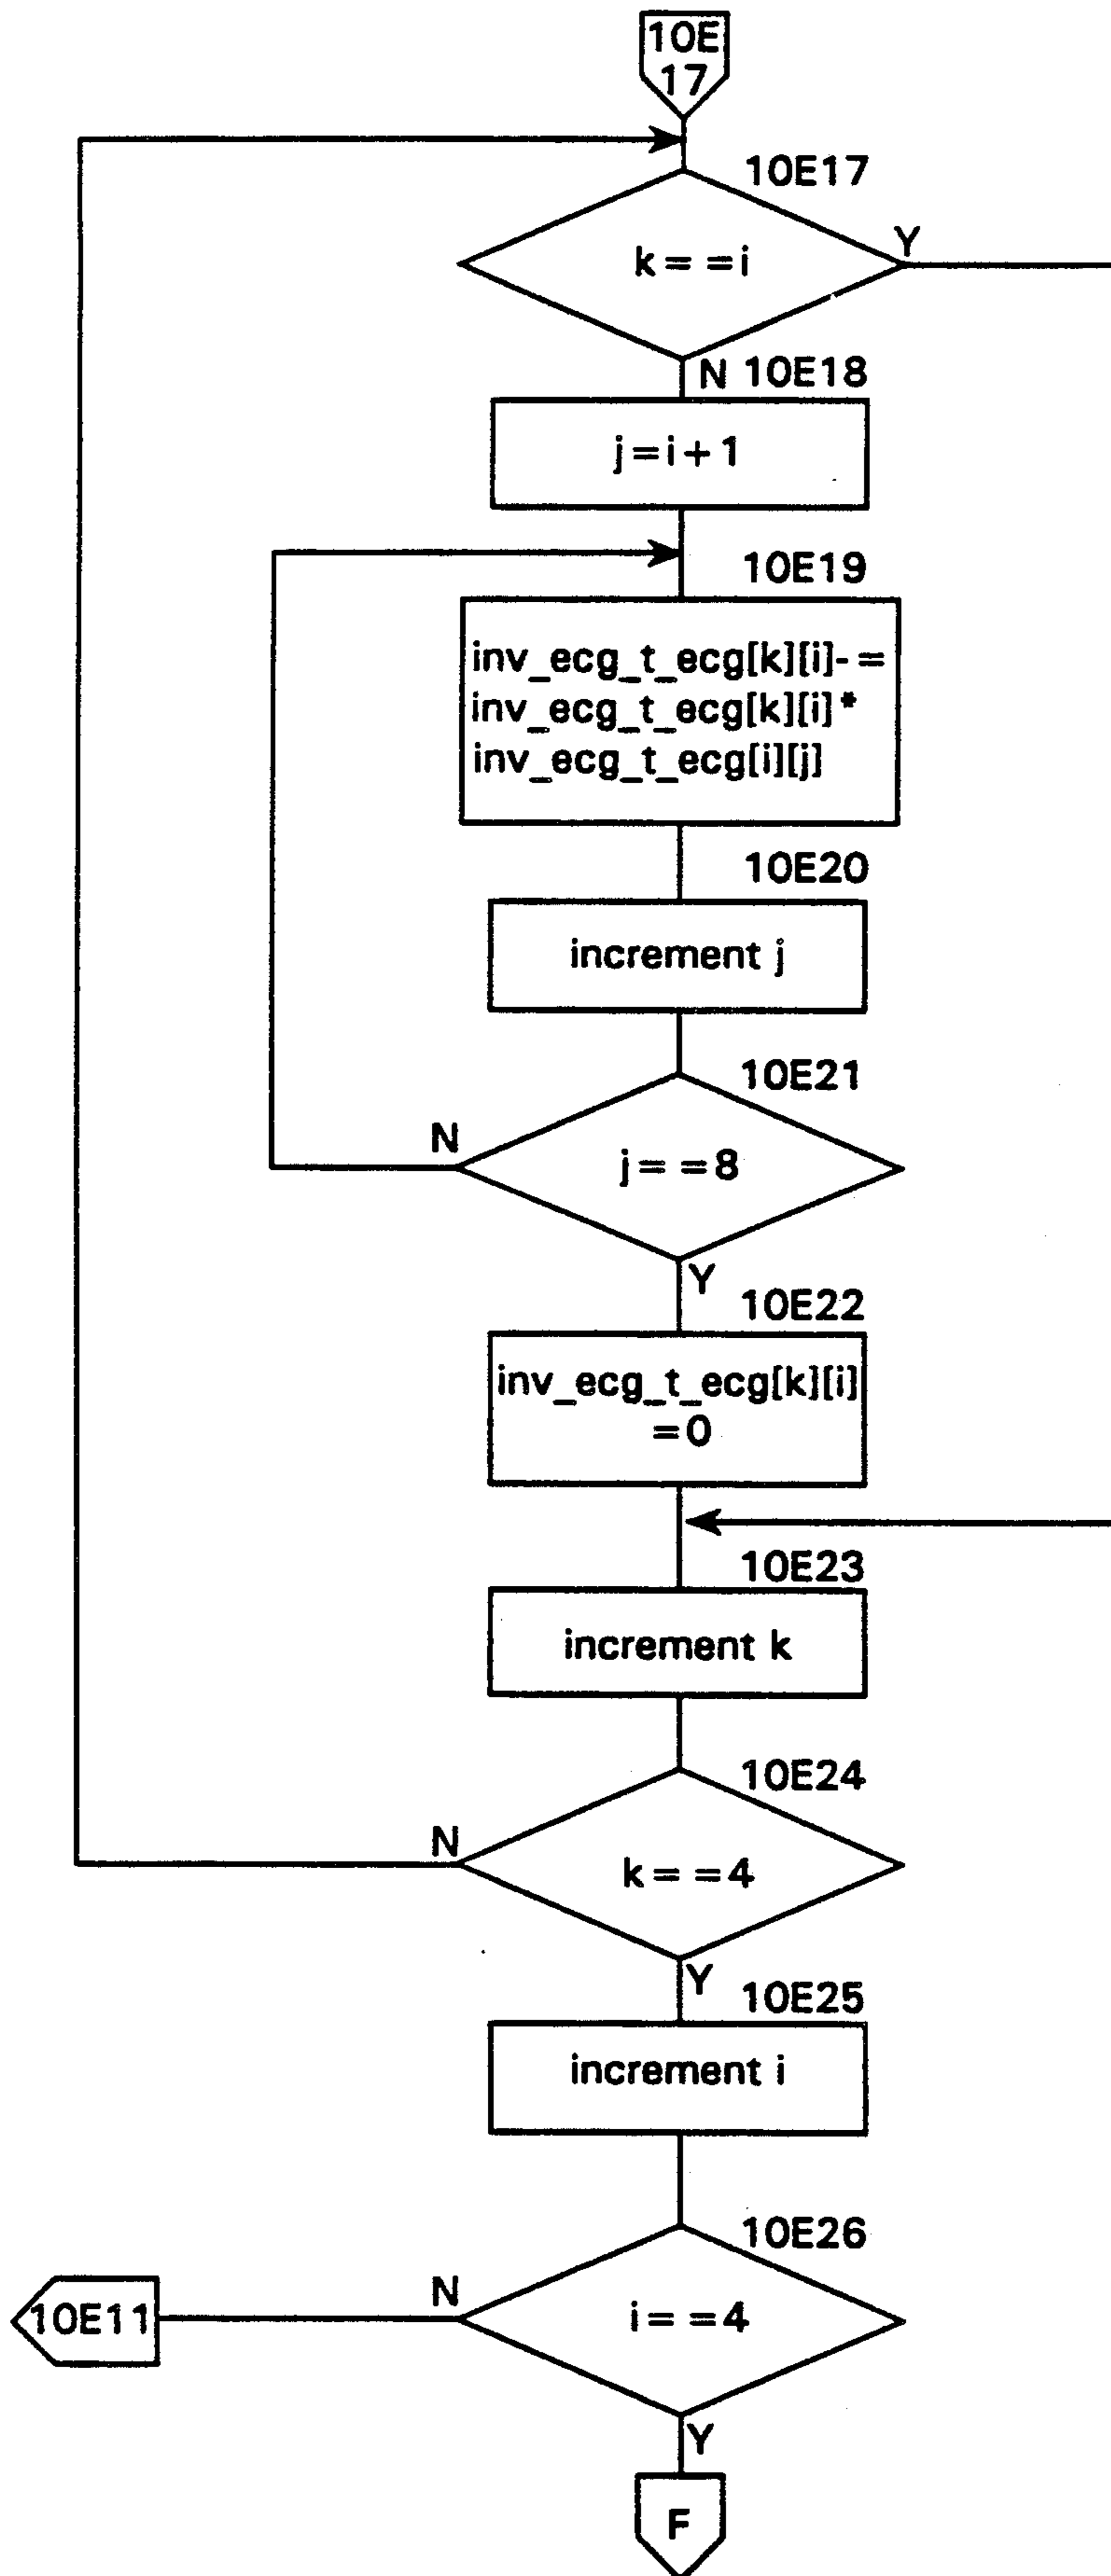 10E
17
10E17
k==i
Y
N 10E18
j=i+1
10E19
inv_ecg_t_ecg[k][i]-=
inv_ecg_t_ecg[k][i]*
inv_ecg_t_ecg[i][j]
10E20
increment j
10E21
N
j==8
Y
10E22
inv_ecg_t_ecg[k][i]
=0
10E23
increment k
10E24
N
k==4
Y
10E25
increment i
10E26
N
10E11
i==4
Y
F